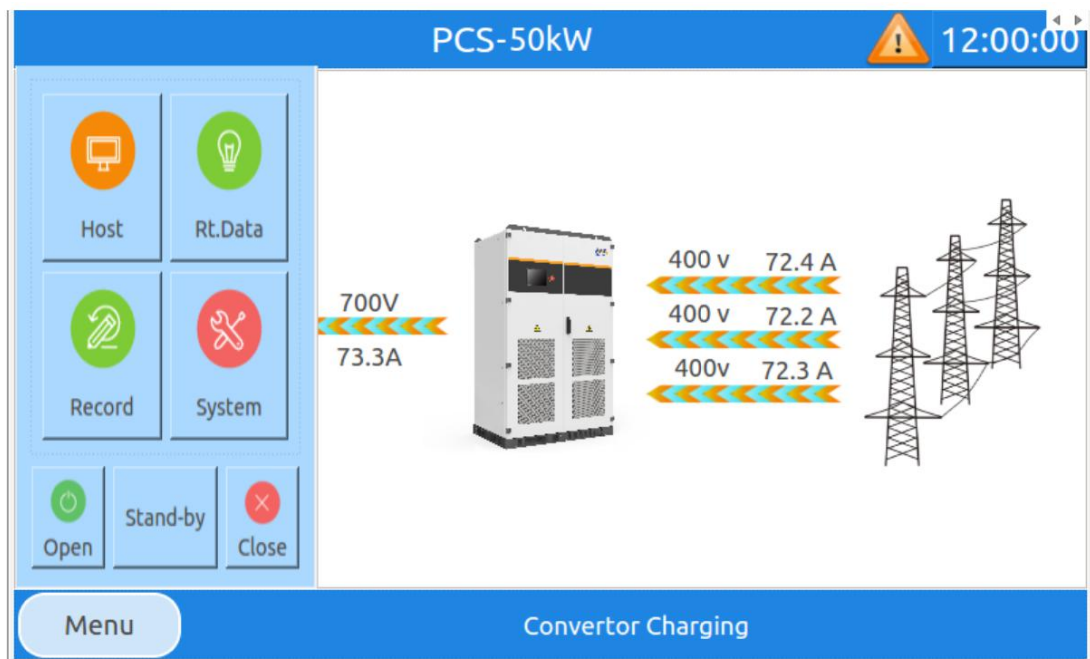 PCS-50kW
12:00:00
Host
Rt.Data
Record
System
Open
Stand-by
Close
700V
73.3A
400 v 72.4 A
400 v 72.2 A
400v 72.3 A
Menu
Convertor Charging